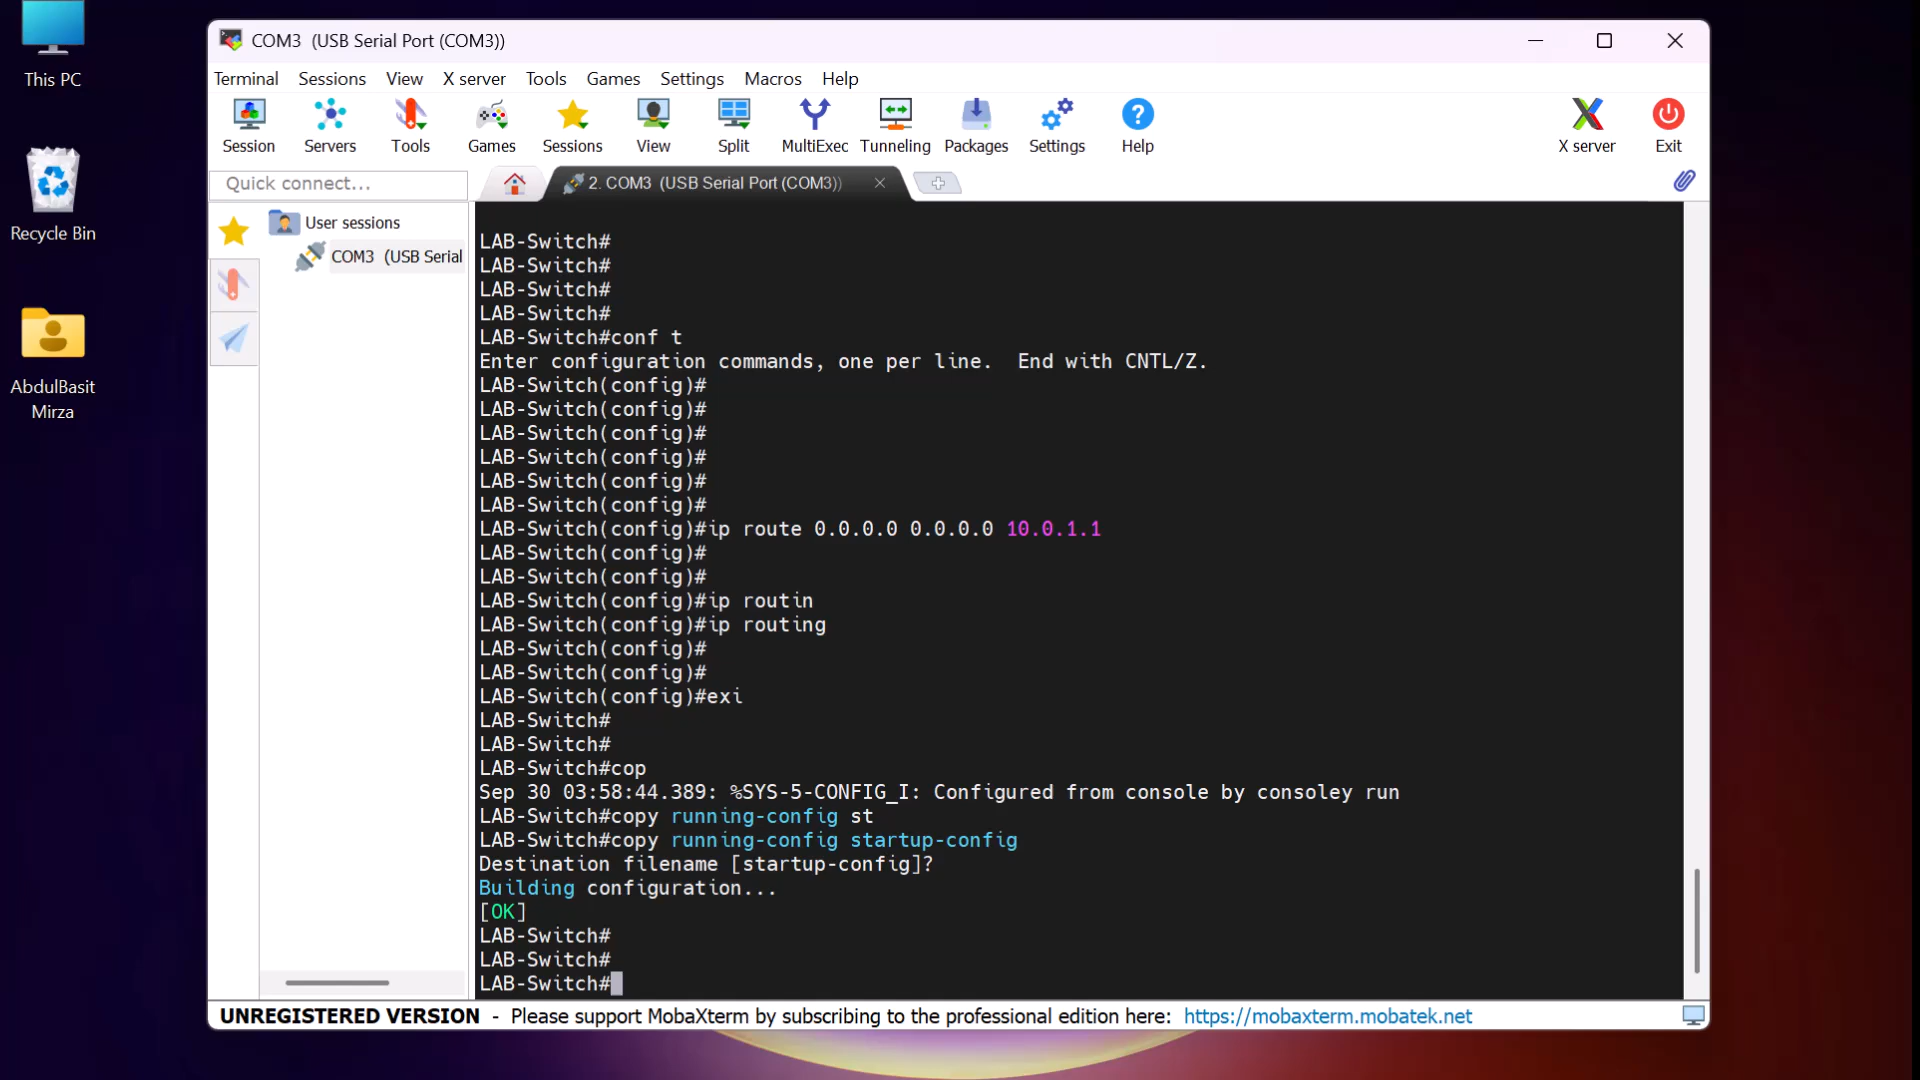 This PC
Recycle Bin
AbdulBasit
Mirza
COM3  (USB Serial Port (COM3))
Terminal Sessions View X server Tools Games Settings Macros Help
Session Servers Tools Games Sessions View Split MultiExec Tunneling Packages Settings Help X server Exit
Quick connect...
2. COM3  (USB Serial Port (COM3))
User sessions
COM3  (USB Serial
LAB-Switch#
LAB-Switch#
LAB-Switch#
LAB-Switch#
LAB-Switch#conf t
Enter configuration commands, one per line.  End with CNTL/Z.
LAB-Switch(config)#
LAB-Switch(config)#
LAB-Switch(config)#
LAB-Switch(config)#
LAB-Switch(config)#
LAB-Switch(config)#
LAB-Switch(config)#ip route 0.0.0.0 0.0.0.0 10.0.1.1
LAB-Switch(config)#
LAB-Switch(config)#
LAB-Switch(config)#ip routin
LAB-Switch(config)#ip routing
LAB-Switch(config)#
LAB-Switch(config)#
LAB-Switch(config)#exi
LAB-Switch#
LAB-Switch#
LAB-Switch#cop
Sep 30 03:58:44.389: %SYS-5-CONFIG_I: Configured from console by consoley run
LAB-Switch#copy running-config st
LAB-Switch#copy running-config startup-config
Destination filename [startup-config]?
Building configuration...
[OK]
LAB-Switch#
LAB-Switch#
LAB-Switch#
UNREGISTERED VERSION  -  Please support MobaXterm by subscribing to the professional edition here:  https://mobaxterm.mobatek.net